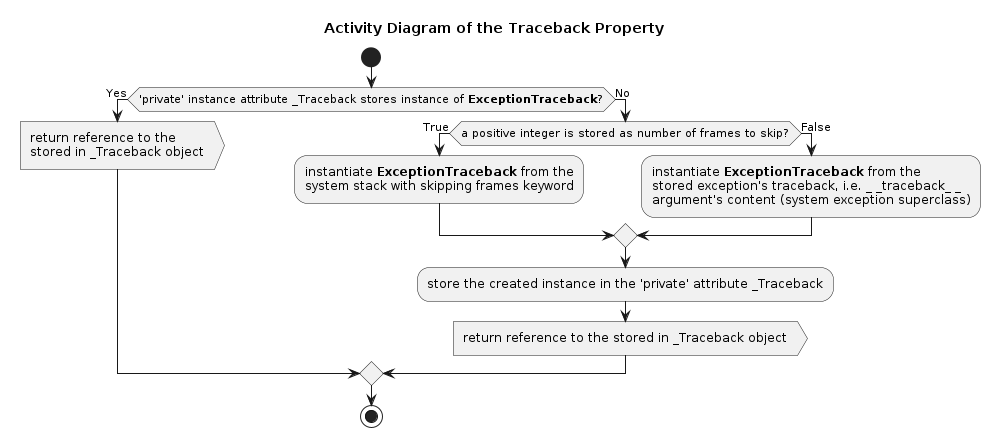 Activity Diagram of the Traceback Property
'private' instance attribute _Traceback stores instance of ExceptionTraceback?
Yes
No
return reference to the
stored in _Traceback object
a positive integer is stored as number of frames to skip?
True
False
instantiate ExceptionTraceback from the
system stack with skipping frames keyword
instantiate ExceptionTraceback from the
stored exception's traceback, i.e. _ _traceback_ _
argument's content (system exception superclass)
store the created instance in the 'private' attribute _Traceback
return reference to the stored in _Traceback object